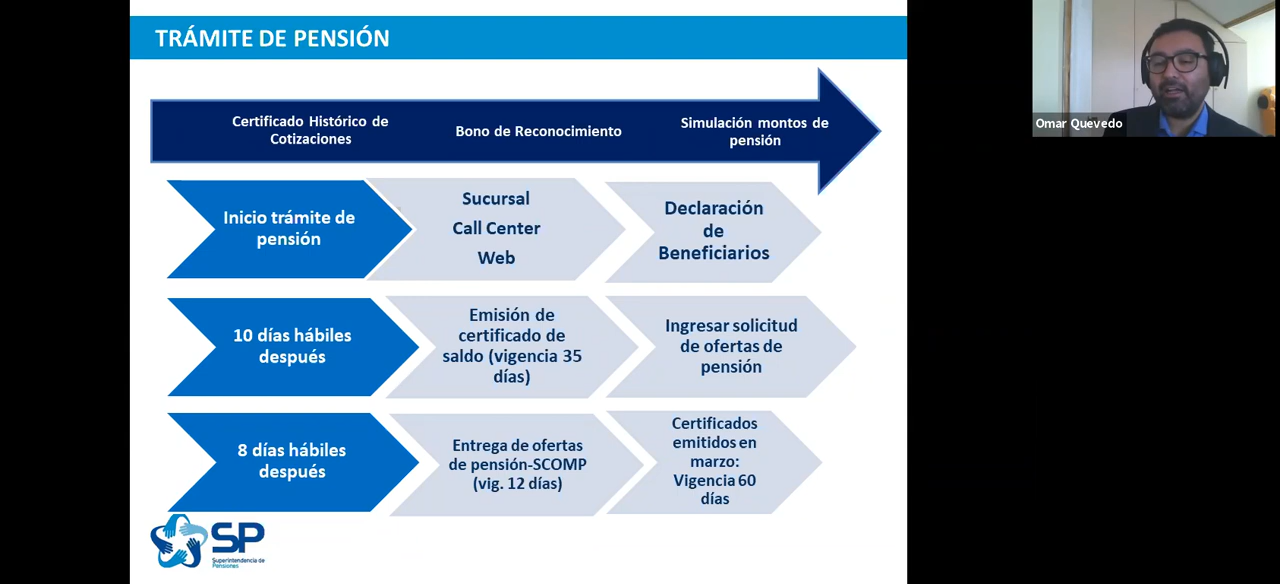 TRÁMITE DE PENSIÓN
Certificado Histórico de
Cotizaciones
Bono de Reconocimiento
Simulación montos de
pensión
Inicio trámite de
pensión
Sucursal
Call Center
Web
Declaración
de
Beneficiarios
10 días hábiles
después
Emisión de
certificado de
saldo (vigencia 35
días)
Ingresar solicitud
de ofertas de
pensión
8 días hábiles
después
Entrega de ofertas
de pensión-SCOMP
(vig. 12 días)
Certificados
emitidos en
marzo:
Vigencia 60
días
SP
Superintendencia de
Pensiones
Omar Quevedo